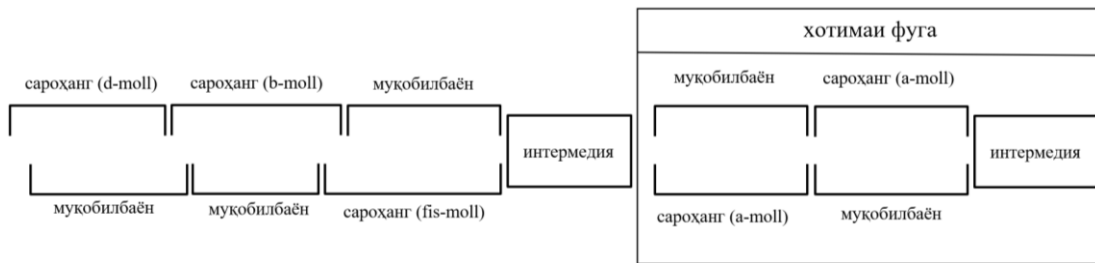 хотимаи фуга
сароҳанг (d-moll) сароҳанг (b-moll) муқобилбаён муқобилбаён сароҳанг (a-moll)
интермедия интермедия
муқобилбаён муқобилбаён сароҳанг (fis-moll) сароҳанг (a-moll) муқобилбаён